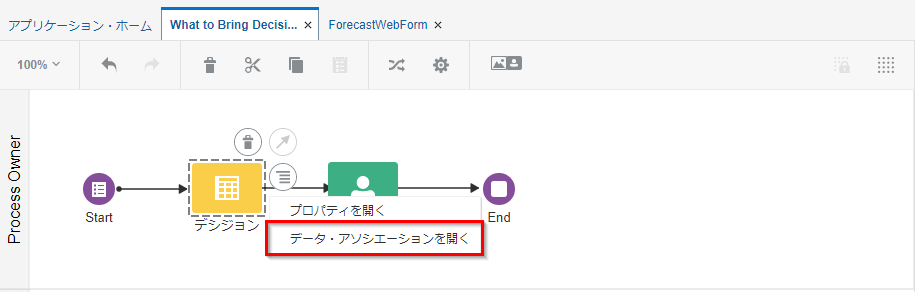 アプリケーション・ホーム
What to Bring Decisi... ×
ForecastWebForm ×
100%
Process Owner
Start
デシジョン
End
プロパティを開く
データ・アソシエーションを開く